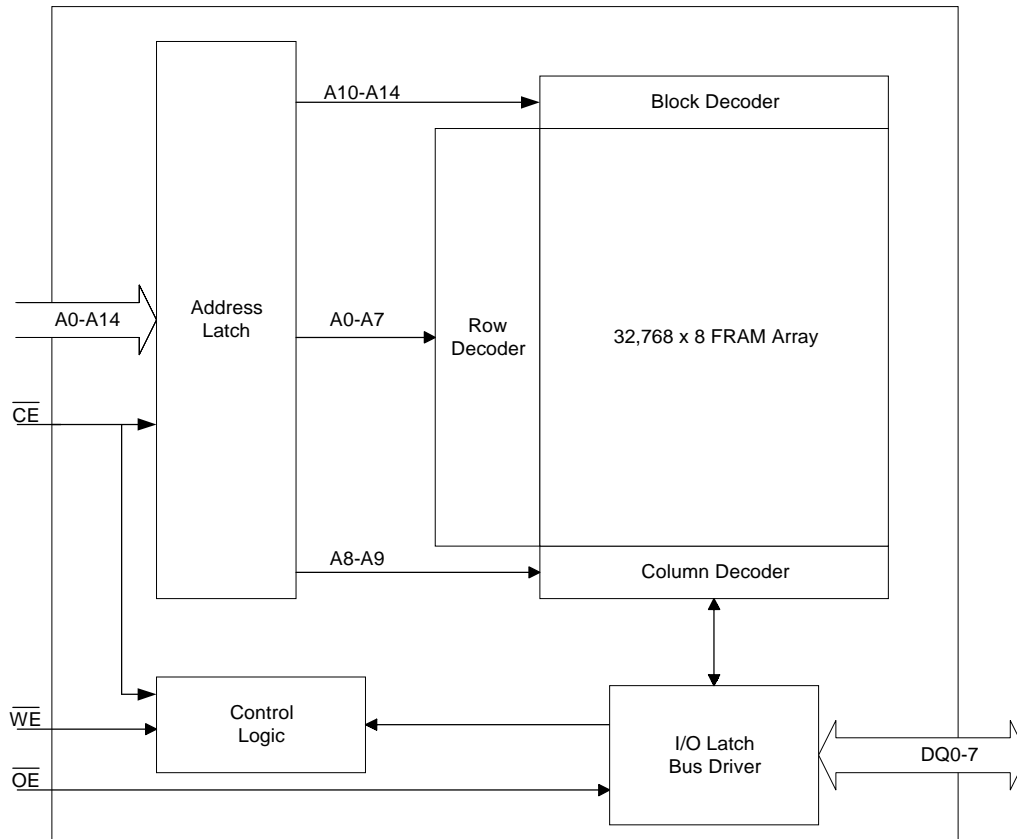 A10-A14
Block Decoder
A0-A14
Address
Latch
A0-A7
Row
Decoder
32,768 x 8 FRAM Array
CE
A8-A9
Column Decoder
WE
Control
Logic
I/O Latch
Bus Driver
DQ0-7
OE